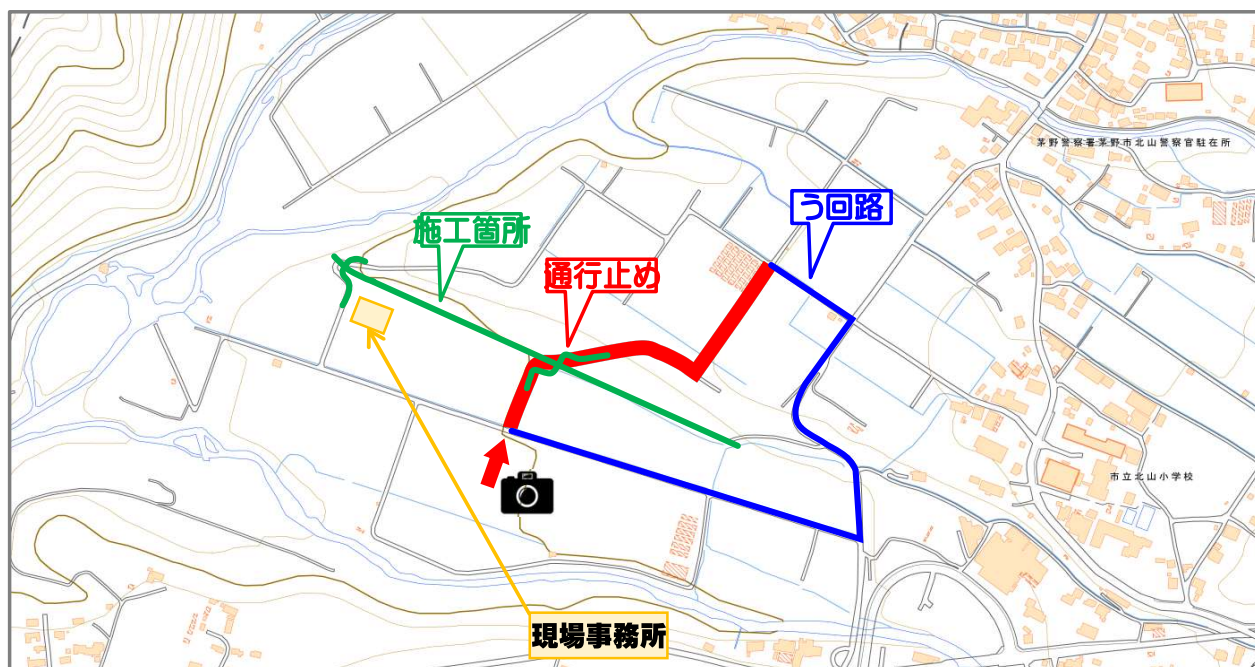 茅野警察署茅野市北山警察官駐在所
う回路
施工箇所
通行止め
市立北山小学校
現場事務所